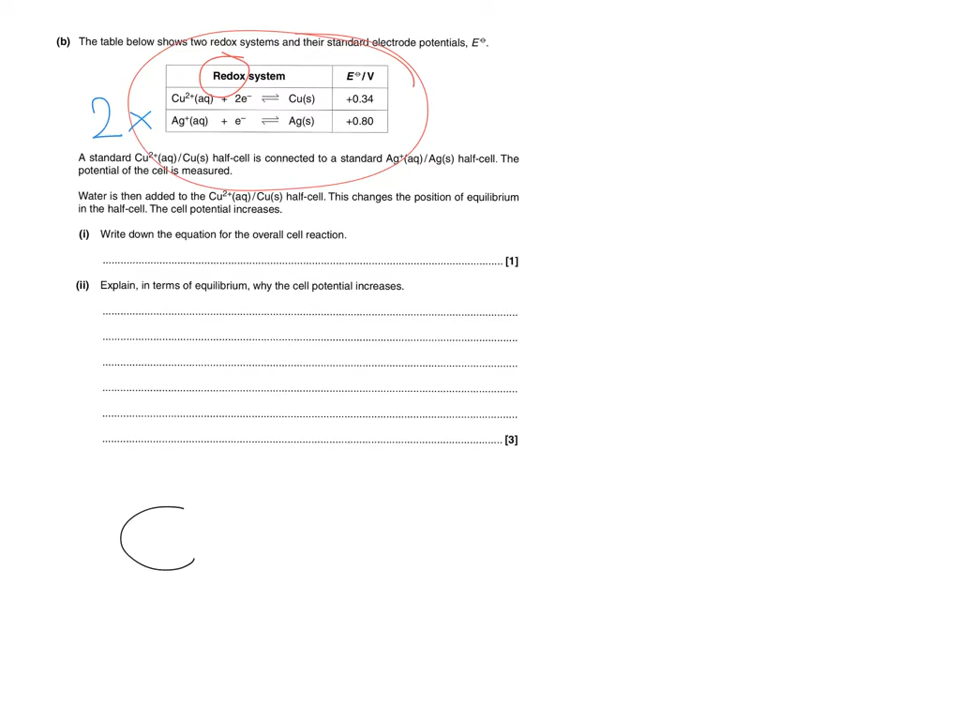 (b) The table below shows two redox systems and their standard electrode potentials, E⦵.
Redox system E⦵/V
Cu²⁺(aq) + 2e⁻ ⇌ Cu(s) +0.34
2 × Ag⁺(aq) + e⁻ ⇌ Ag(s) +0.80
A standard Cu²⁺(aq)/Cu(s) half-cell is connected to a standard Ag⁺(aq)/Ag(s) half-cell. The
potential of the cell is measured.
Water is then added to the Cu²⁺(aq)/Cu(s) half-cell. This changes the position of equilibrium
in the half-cell. The cell potential increases.
(i) Write down the equation for the overall cell reaction.
[1]
(ii) Explain, in terms of equilibrium, why the cell potential increases.
[3]
C